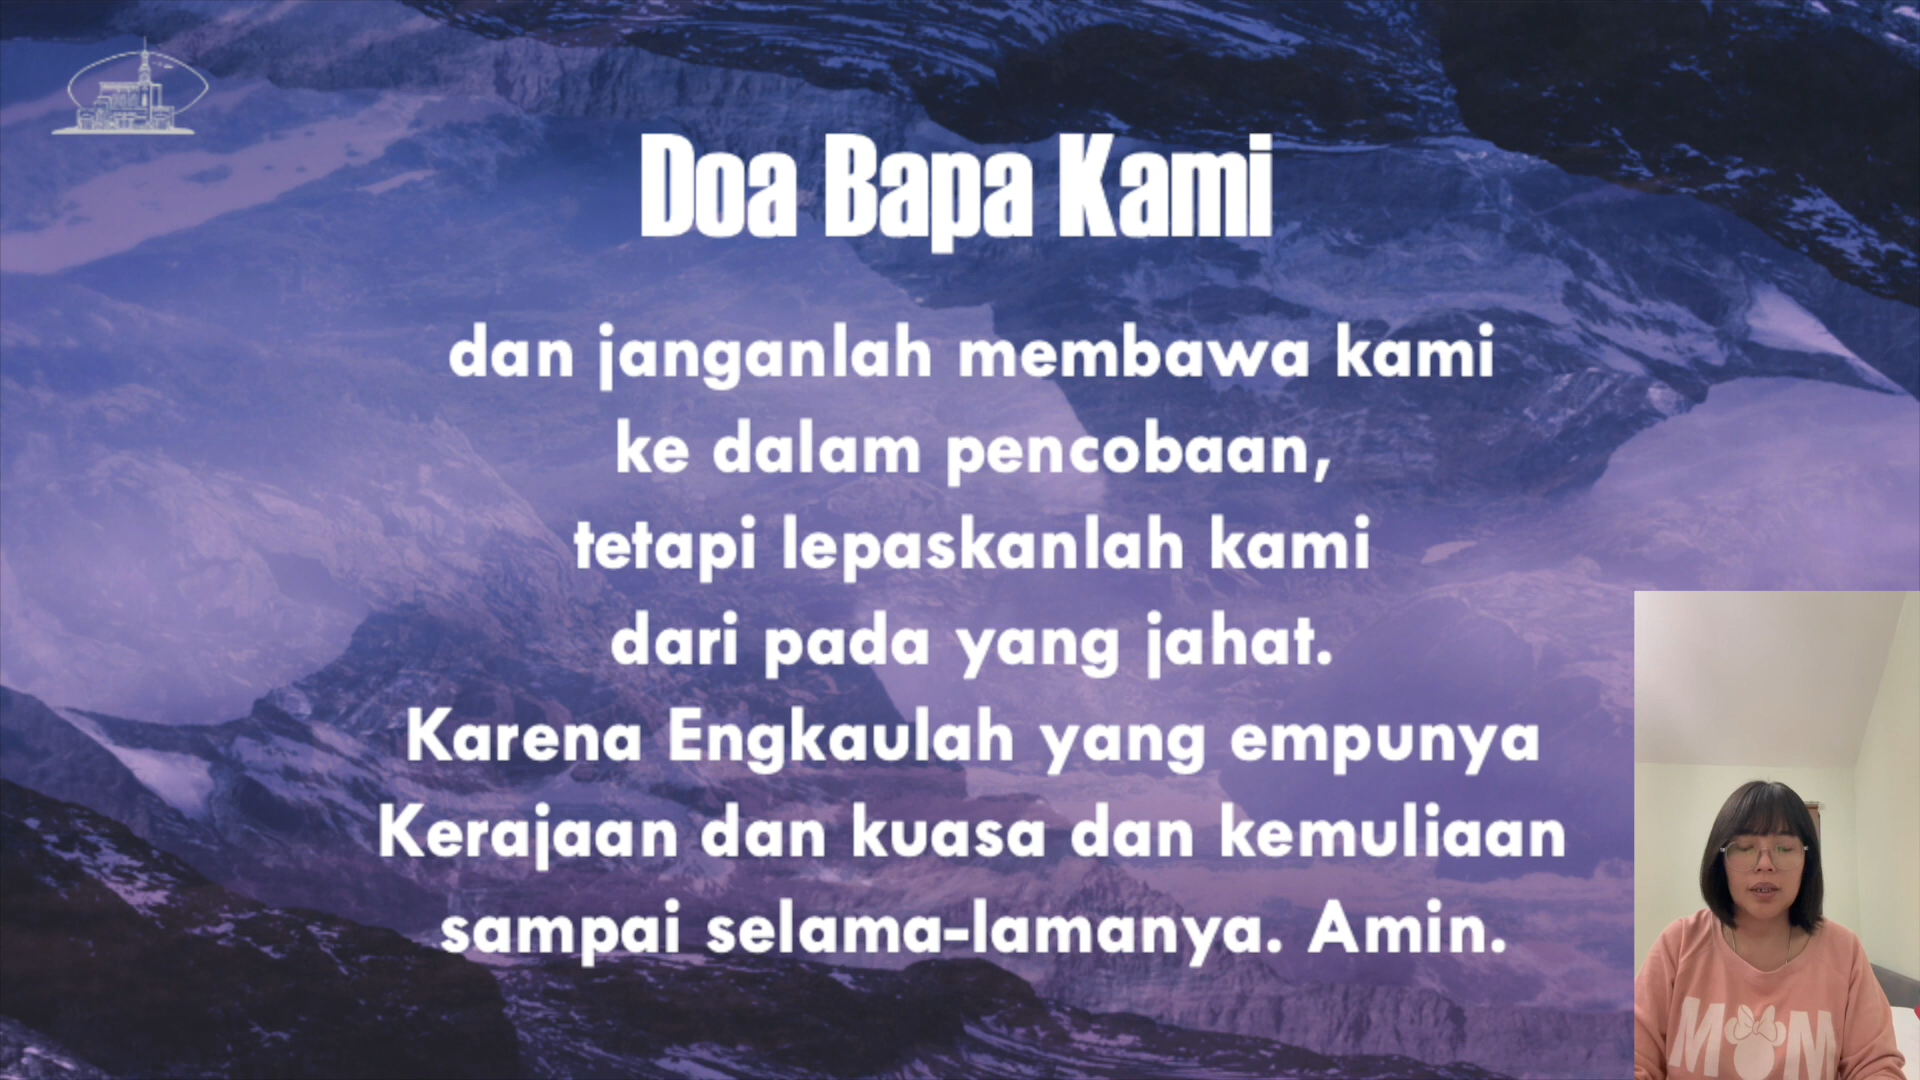 Doa Bapa Kami
dan janganlah membawa kami
ke dalam pencobaan,
tetapi lepaskanlah kami
dari pada yang jahat.
Karena Engkaulah yang empunya
Kerajaan dan kuasa dan kemuliaan
sampai selama-lamanya. Amin.
MOM